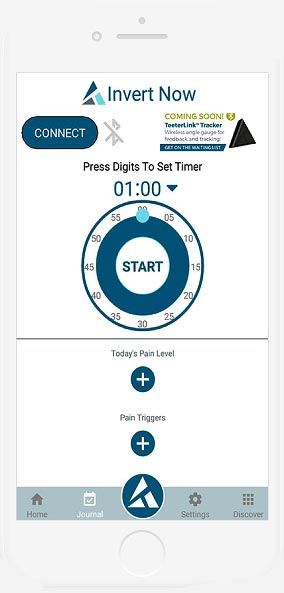 Invert Now
CONNECT
COMING SOON!
TeeterLink™ Tracker
Wireless angle gauge for
feedback and tracking!
GET ON THE WAITING LIST
Press Digits To Set Timer
01:00
00
05
10
15
20
25
30
35
40
45
50
55
START
Today's Pain Level
Pain Triggers
Home
Journal
Settings
Discover